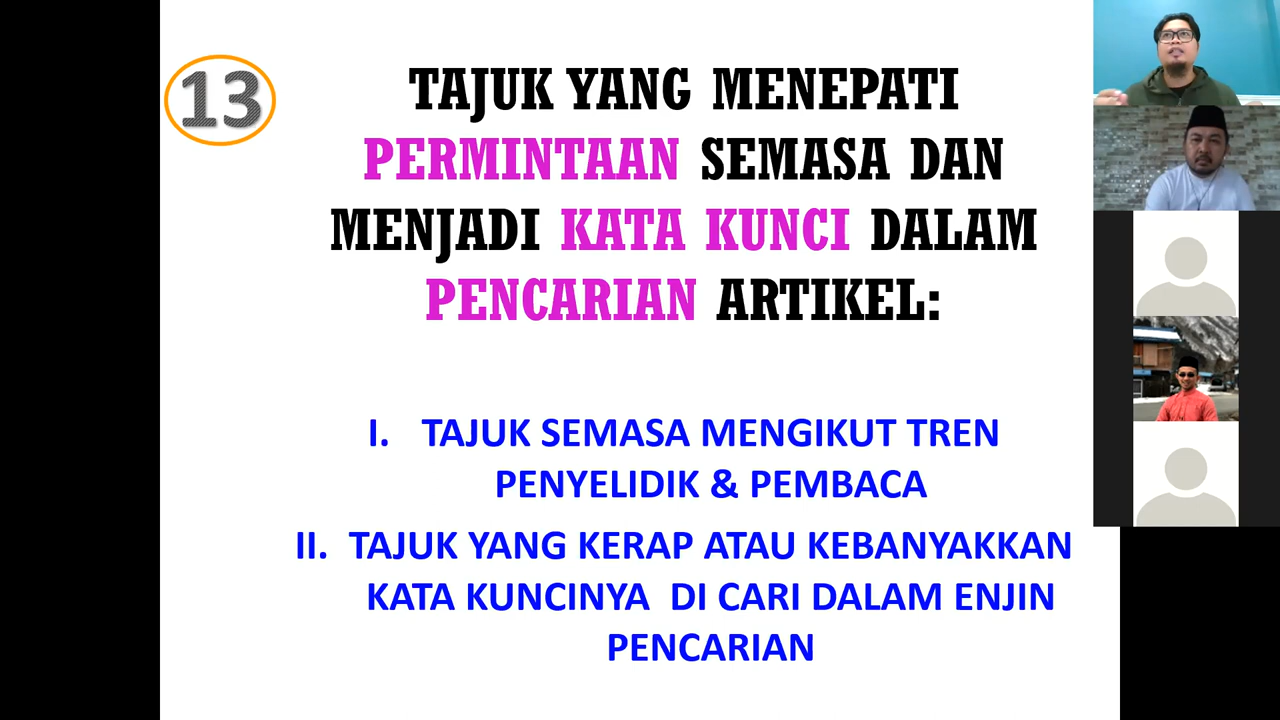 13
TAJUK YANG MENEPATI
PERMINTAAN SEMASA DAN
MENJADI KATA KUNCI DALAM
PENCARIAN ARTIKEL:
I. TAJUK SEMASA MENGIKUT TREN
PENYELIDIK & PEMBACA
II. TAJUK YANG KERAP ATAU KEBANYAKKAN
KATA KUNCINYA DI CARI DALAM ENJIN
PENCARIAN